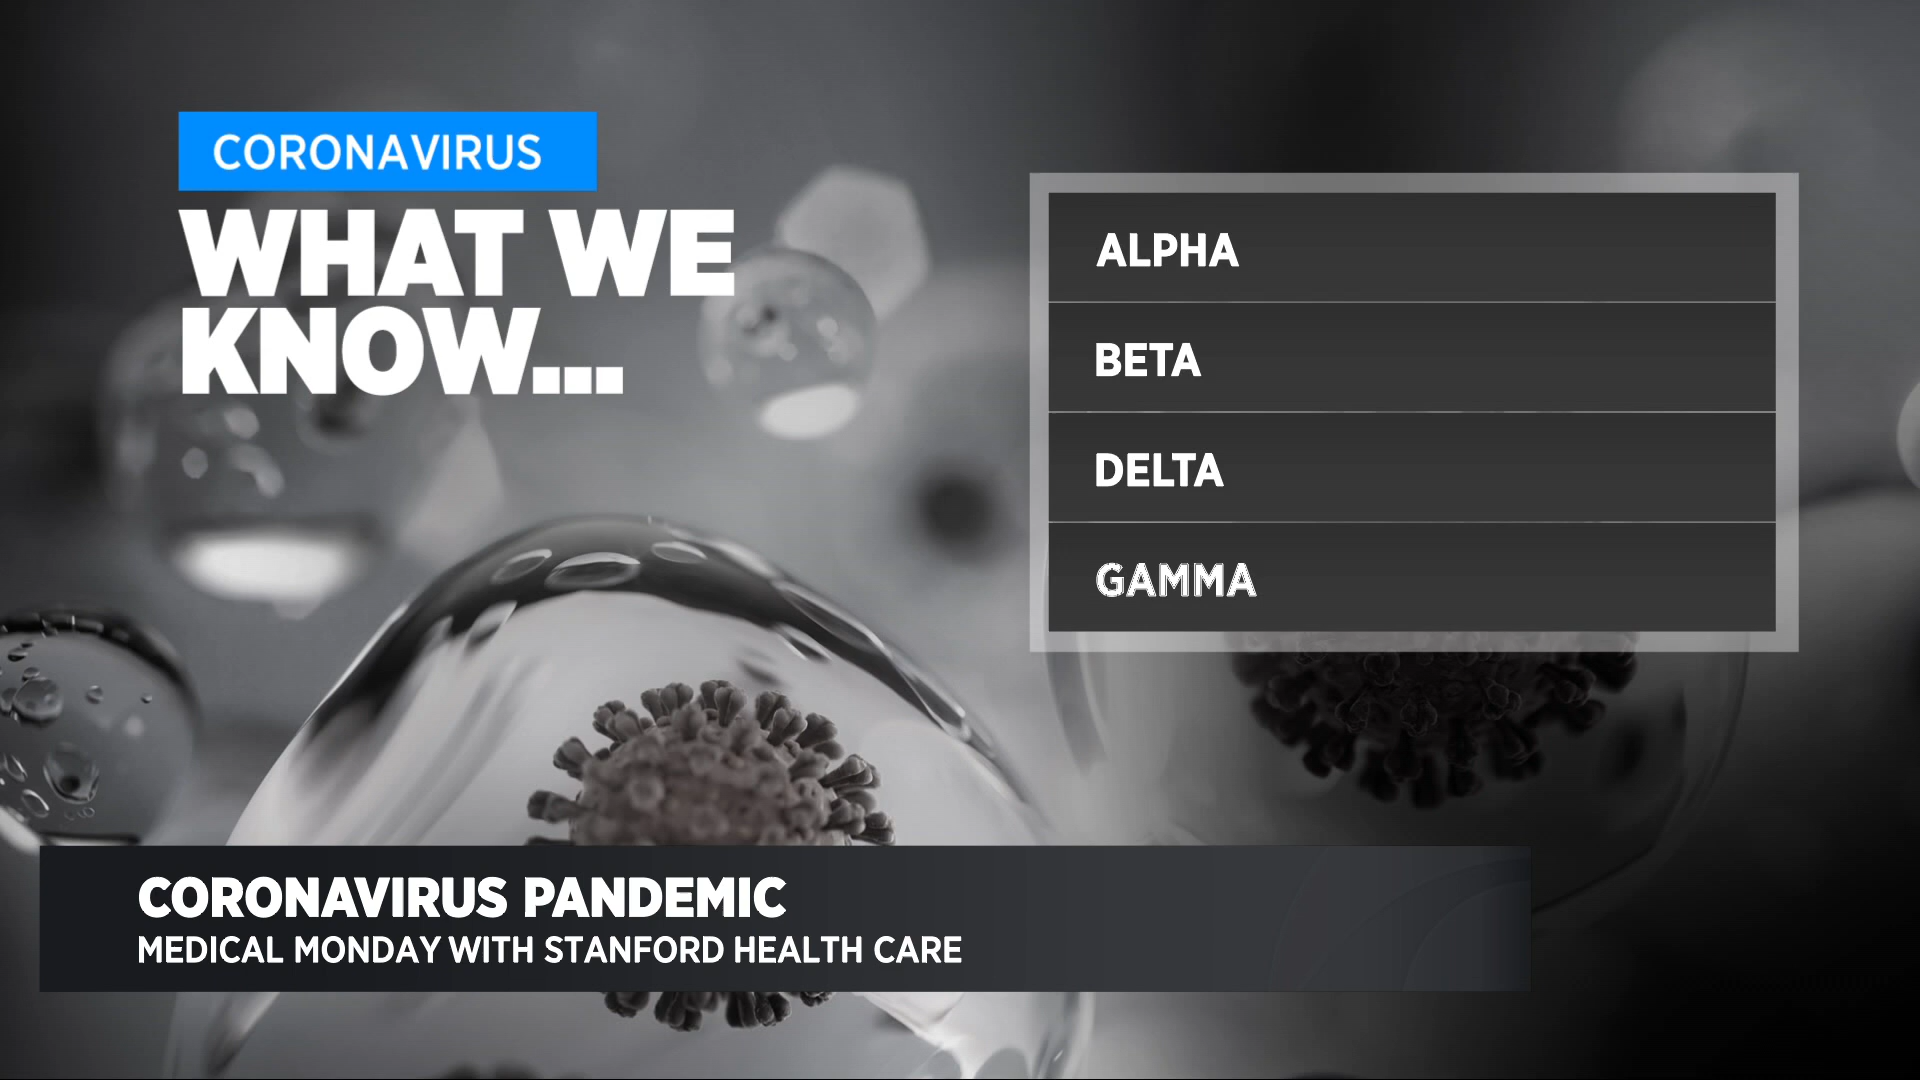 CORONAVIRUS
WHAT WE
KNOW...
ALPHA
BETA
DELTA
GAMMA
CORONAVIRUS PANDEMIC
MEDICAL MONDAY WITH STANFORD HEALTH CARE